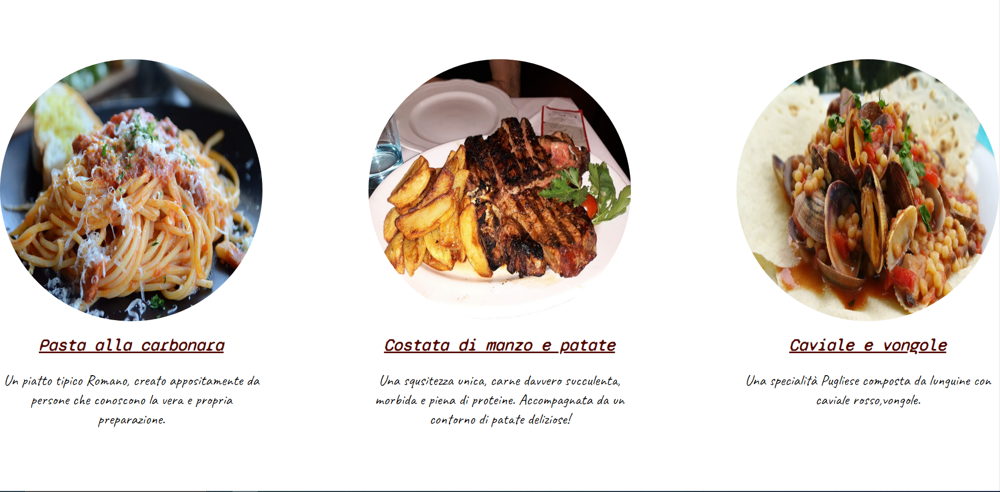 Pasta alla carbonara
Un piatto tipico Romano, creato appositamente da
persone che conoscono la vera e propria
preparazione.
Costata di manzo e patate
Una squsitezza unica, carne davvero succulenta,
morbida e piena di proteine. Accompagnata da un
contorno di patate deliziose!
Caviale e vongole
Una specialità Pugliese composta da lunguine con
caviale rosso,vongole.